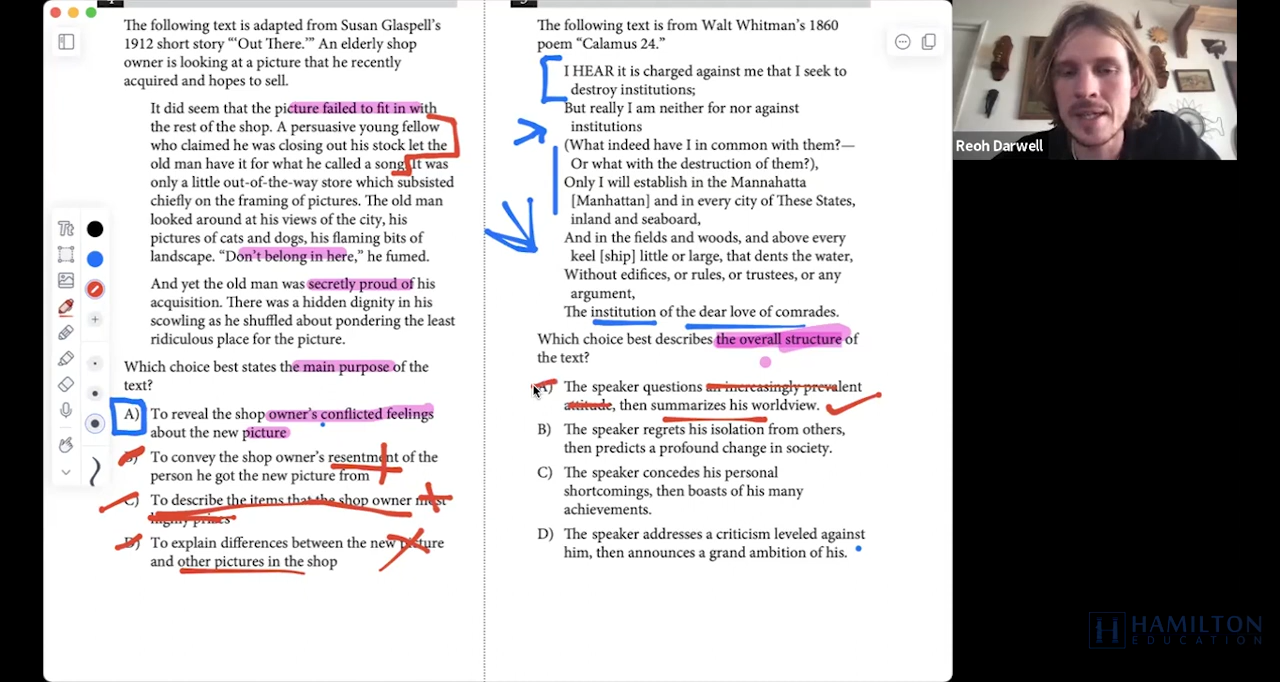 The following text is adapted from Susan Glaspell's
1912 short story "'Out There.'" An elderly shop
owner is looking at a picture that he recently
acquired and hopes to sell.
It did seem that the picture failed to fit in with
the rest of the shop. A persuasive young fellow
who claimed he was closing out his stock let the
old man have it for what he called a song. It was
only a little out-of-the-way store which subsisted
chiefly on the framing of pictures. The old man
looked around at his views of the city, his
pictures of cats and dogs, his flaming bits of
landscape. "Don't belong in here," he fumed.
And yet the old man was secretly proud of his
acquisition. There was a hidden dignity in his
scowling as he shuffled about pondering the least
ridiculous place for the picture.
Which choice best states the main purpose of the
text?
A) To reveal the shop owner's conflicted feelings
about the new picture
B) To convey the shop owner's resentment of the
person he got the new picture from
C) To describe the items that the shop owner most
highly prizes
D) To explain differences between the new picture
and other pictures in the shop
The following text is from Walt Whitman's 1860
poem "Calamus 24."
I HEAR it is charged against me that I seek to
destroy institutions;
But really I am neither for nor against
institutions
(What indeed have I in common with them?—
Or what with the destruction of them?),
Only I will establish in the Mannahatta
[Manhattan] and in every city of These States,
inland and seaboard,
And in the fields and woods, and above every
keel [ship] little or large, that dents the water,
Without edifices, or rules, or trustees, or any
argument,
The institution of the dear love of comrades.
Which choice best describes the overall structure of
the text?
A) The speaker questions an increasingly prevalent
attitude, then summarizes his worldview.
B) The speaker regrets his isolation from others,
then predicts a profound change in society.
C) The speaker concedes his personal
shortcomings, then boasts of his many
achievements.
D) The speaker addresses a criticism leveled against
him, then announces a grand ambition of his.
Reoh Darwell
HAMILTON
EDUCATION